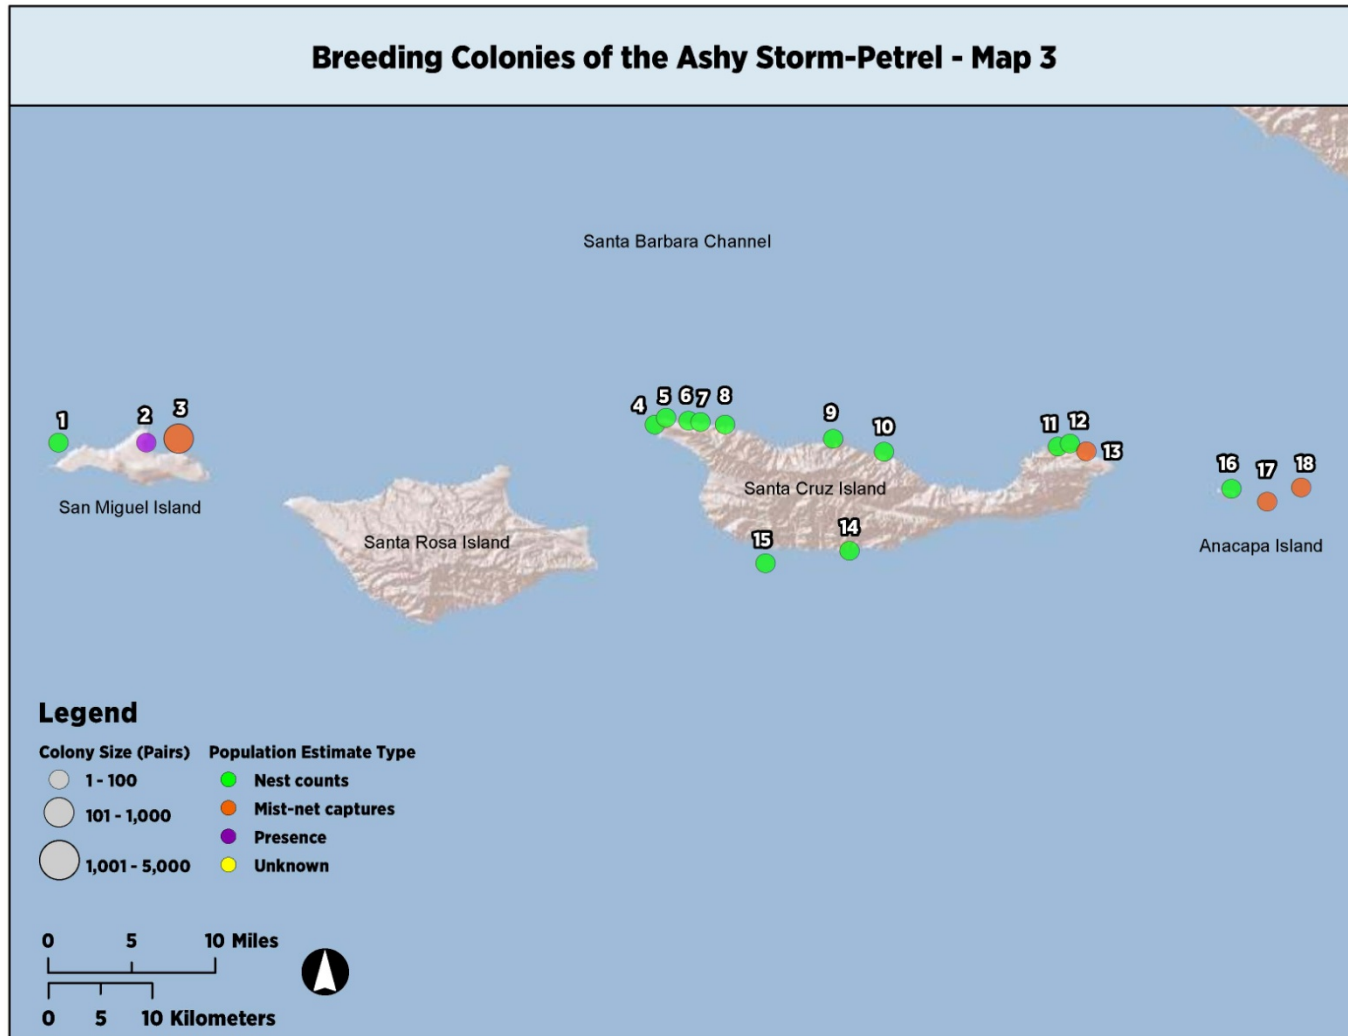 Breeding Colonies of the Ashy Storm-Petrel - Map 3
Santa Barbara Channel
1
2
3
4
5
6
7
8
9
10
11
12
13
14
15
16
17
18
San Miguel Island
Santa Rosa Island
Santa Cruz Island
Anacapa Island
Legend
Colony Size (Pairs)
1 - 100
101 - 1,000
1,001 - 5,000
Population Estimate Type
Nest counts
Mist-net captures
Presence
Unknown
0 5 10 Miles
0 5 10 Kilometers